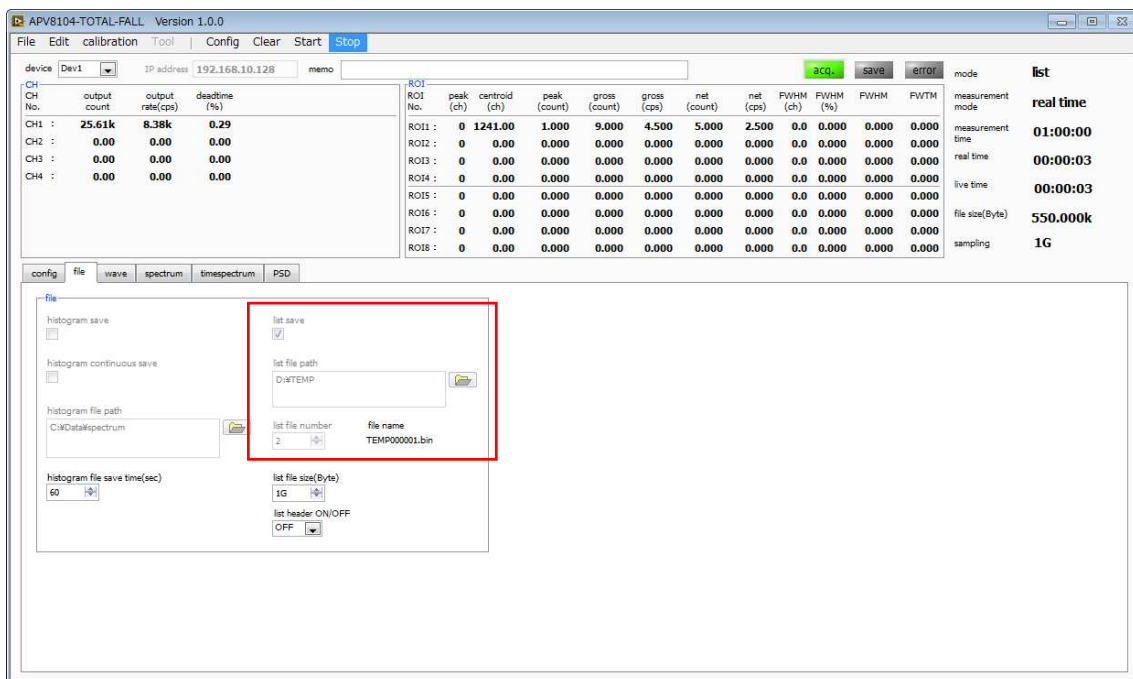 APV8104-TOTAL-FALL Version 1.0.0
File Edit calibration Tool | Config Clear Start Stop
device Dev1 IP address 192.168.10.128 memo acq. save error mode list
CH
CH No. output count output rate(cps) deadtime (%)
CH1 : 25.61k 8.38k 0.29
CH2 : 0.00 0.00 0.00
CH3 : 0.00 0.00 0.00
CH4 : 0.00 0.00 0.00
ROI
ROI No. peak (ch) centroid (ch) peak (count) gross (count) gross (cps) net (count) net (cps) FWHM (ch) FWHM (%) FWHM FWTM
ROI1 : 0 1241.00 1.000 9.000 4.500 5.000 2.500 0.0 0.000 0.000 0.000
ROI2 : 0 0.00 0.000 0.000 0.000 0.000 0.000 0.0 0.000 0.000 0.000
ROI3 : 0 0.00 0.000 0.000 0.000 0.000 0.000 0.0 0.000 0.000 0.000
ROI4 : 0 0.00 0.000 0.000 0.000 0.000 0.000 0.0 0.000 0.000 0.000
ROI5 : 0 0.00 0.000 0.000 0.000 0.000 0.000 0.0 0.000 0.000 0.000
ROI6 : 0 0.00 0.000 0.000 0.000 0.000 0.000 0.0 0.000 0.000 0.000
ROI7 : 0 0.00 0.000 0.000 0.000 0.000 0.000 0.0 0.000 0.000 0.000
ROI8 : 0 0.00 0.000 0.000 0.000 0.000 0.000 0.0 0.000 0.000 0.000
measurement mode real time
measurement time 01:00:00
real time 00:00:03
live time 00:00:03
file size(Byte) 550.000k
sampling 1G
config file wave spectrum timespectrum PSD
file
histogram save
histogram continuous save
histogram file path
C:¥Data¥spectrum
histogram file save time(sec)
60
list save
list file path
D:¥TEMP
list file number file name
2 TEMP000001.bin
list file size(Byte)
1G
list header ON/OFF
OFF